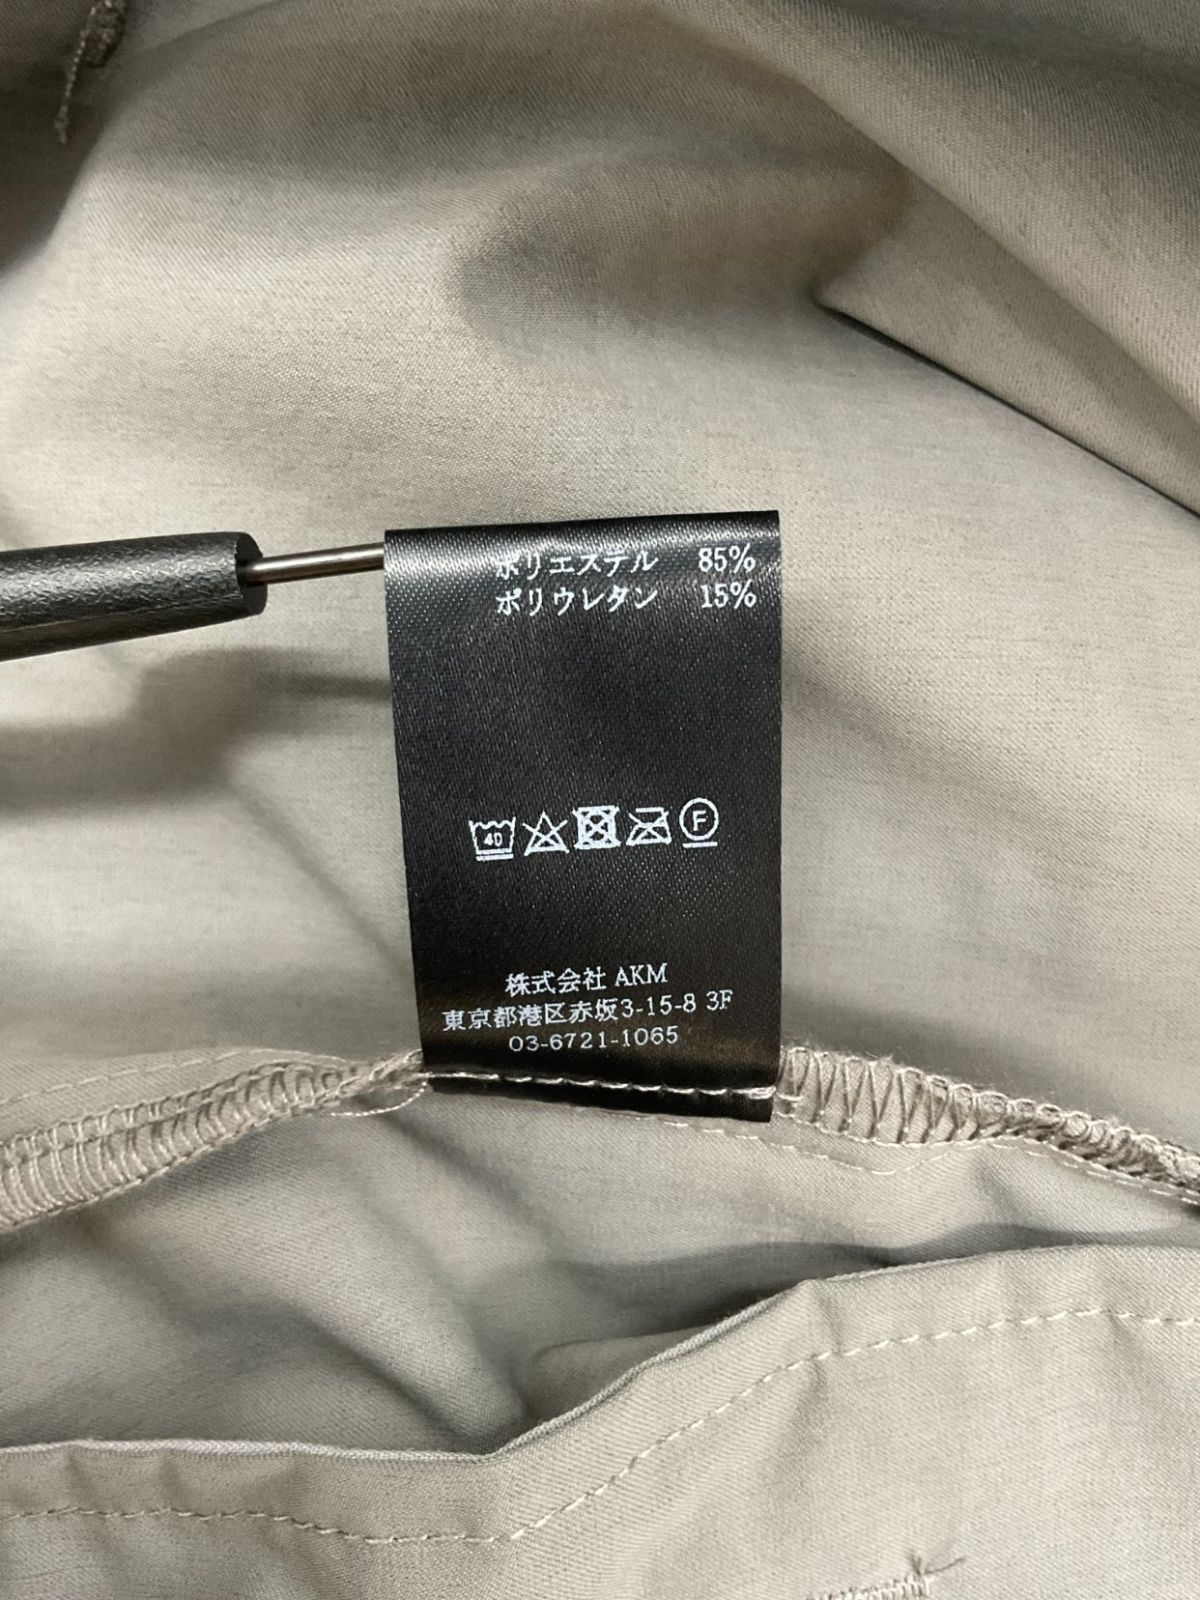 ポリエステル 85%
ポリウレタン 15%
40 F
株式会社 AKM
東京都港区赤坂3-15-8 3F
03-6721-1065